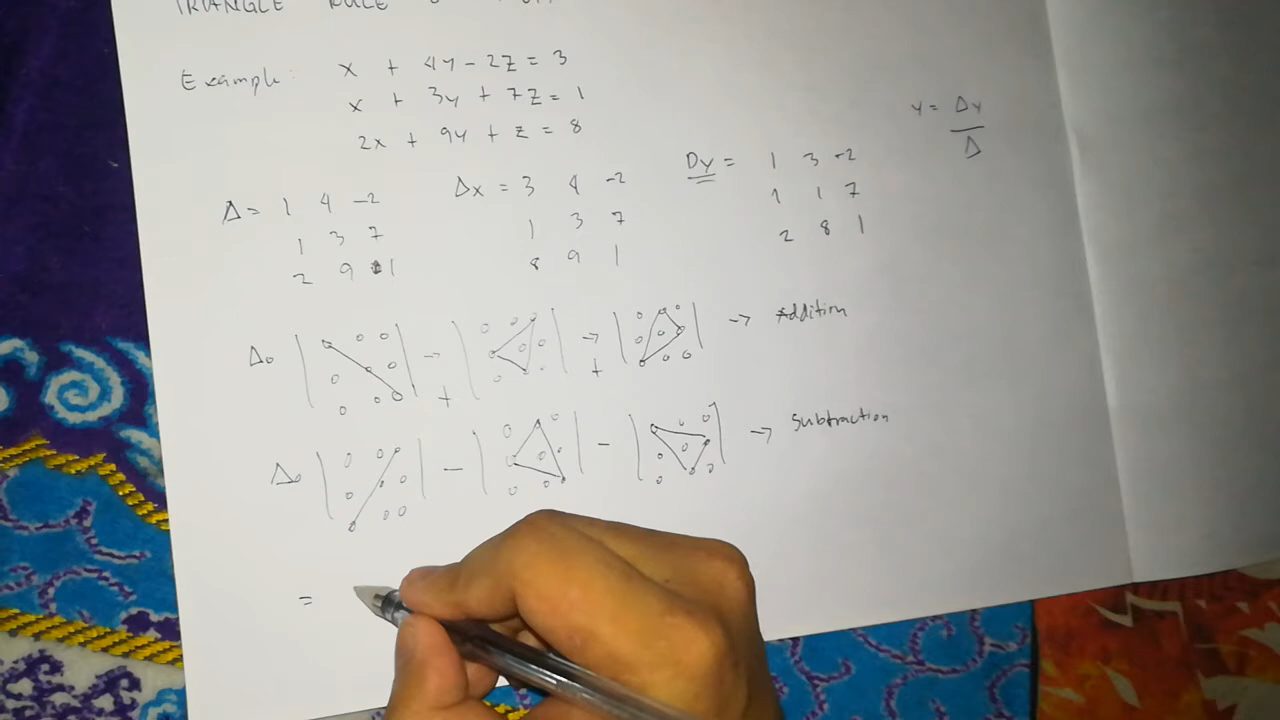 TRIANGLE RULE
Example: x + 4y - 2z = 3
x + 3y + 7z = 1
2x + 9y + z = 8
y = Δy
Δ
Δ = 1 4 -2
1 3 7
2 9 1
Δx = 3 4 -2
1 3 7
8 9 1
Dy = 1 3 -2
1 1 7
2 8 1
→ + → + → Addition
- - → Subtraction
=